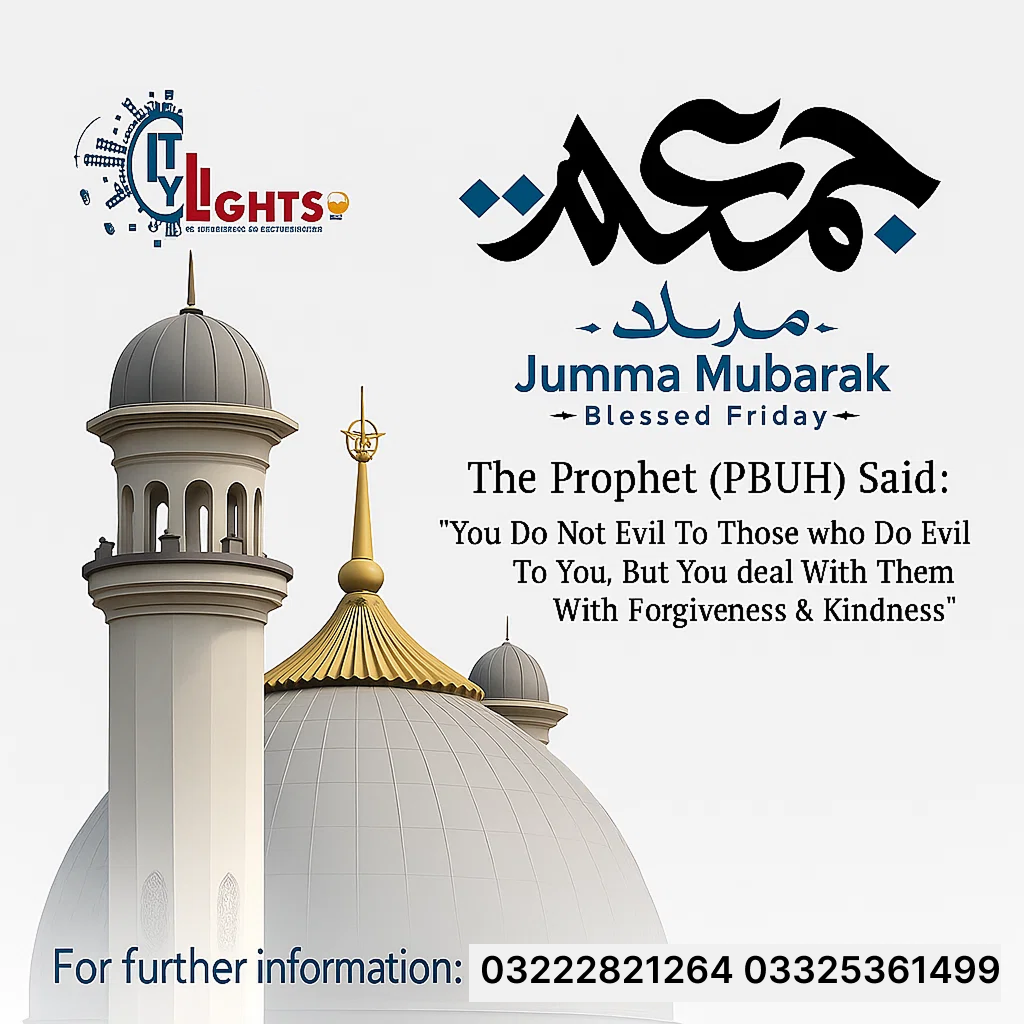 CITY LIGHTS
جمعة
Jumma Mubarak
Blessed Friday
The Prophet (PBUH) Said:
"You Do Not Evil To Those who Do Evil
To You, But You deal With Them
With Forgiveness & Kindness"
For further information: 03222821264 03325361499